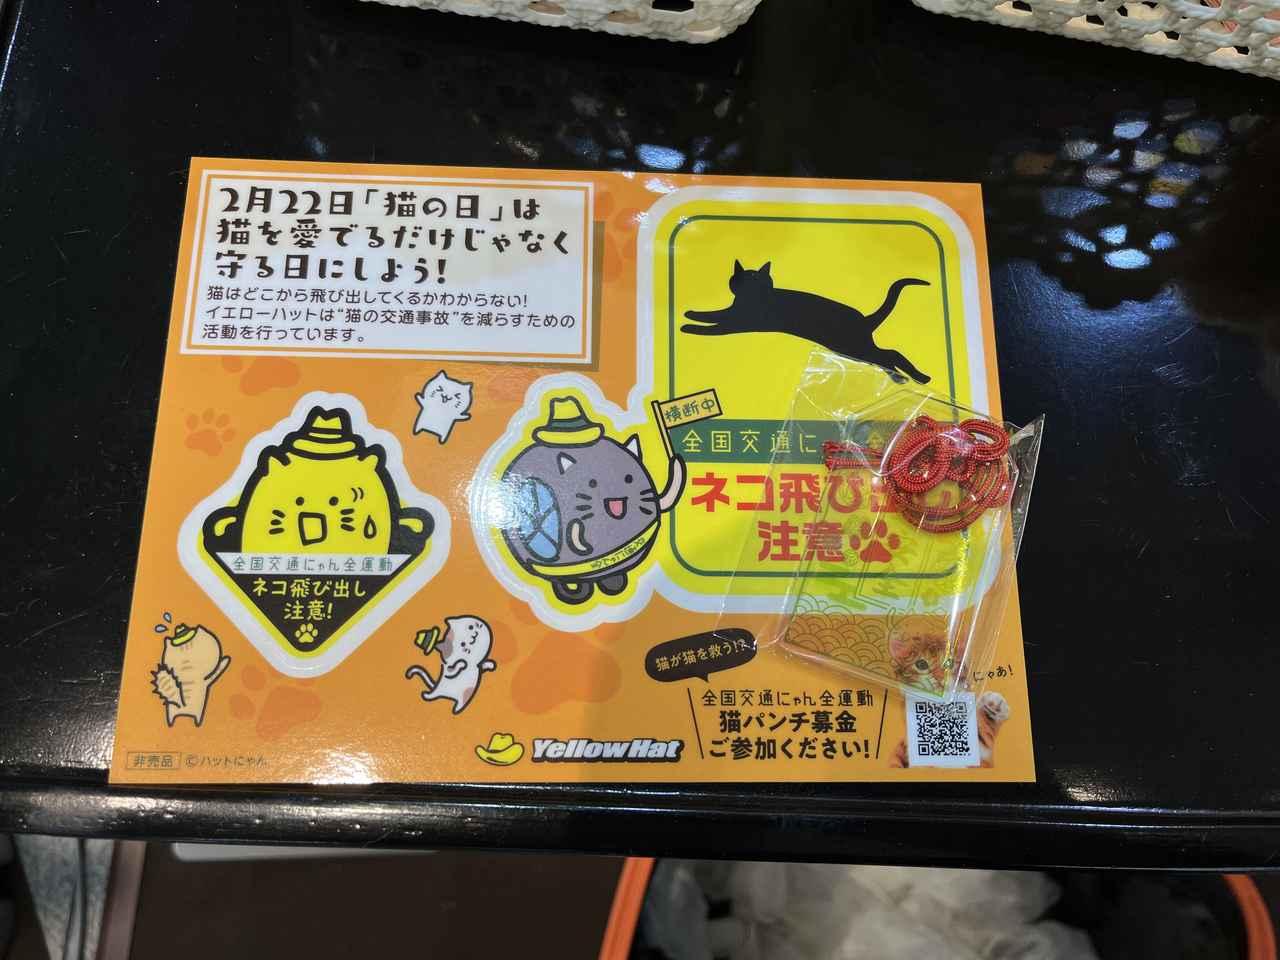 2月22日「猫の日」は
猫を愛でるだけじゃなく
守る日にしよう!
猫はどこから飛び出してくるかわからない!
イエローハットは“猫の交通事故”を減らすための
活動を行っています。
横断中
全国交通に
全
ネコ飛び出し
注意
全国交通にゃん全運動
ネコ飛び出し
注意!
猫が猫を救う!?
全国交通にゃん全運動
猫パンチ募金
ご参加ください!
にゃあ!
YellowHat
非売品 ©ハットにゃん